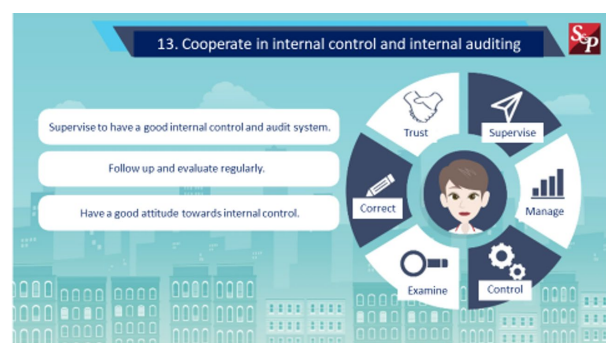 13. Cooperate in internal control and internal auditing
S&P
Supervise to have a good internal control and audit system.
Follow up and evaluate regularly.
Have a good attitude towards internal control.
Trust
Supervise
Manage
Control
Examine
Correct